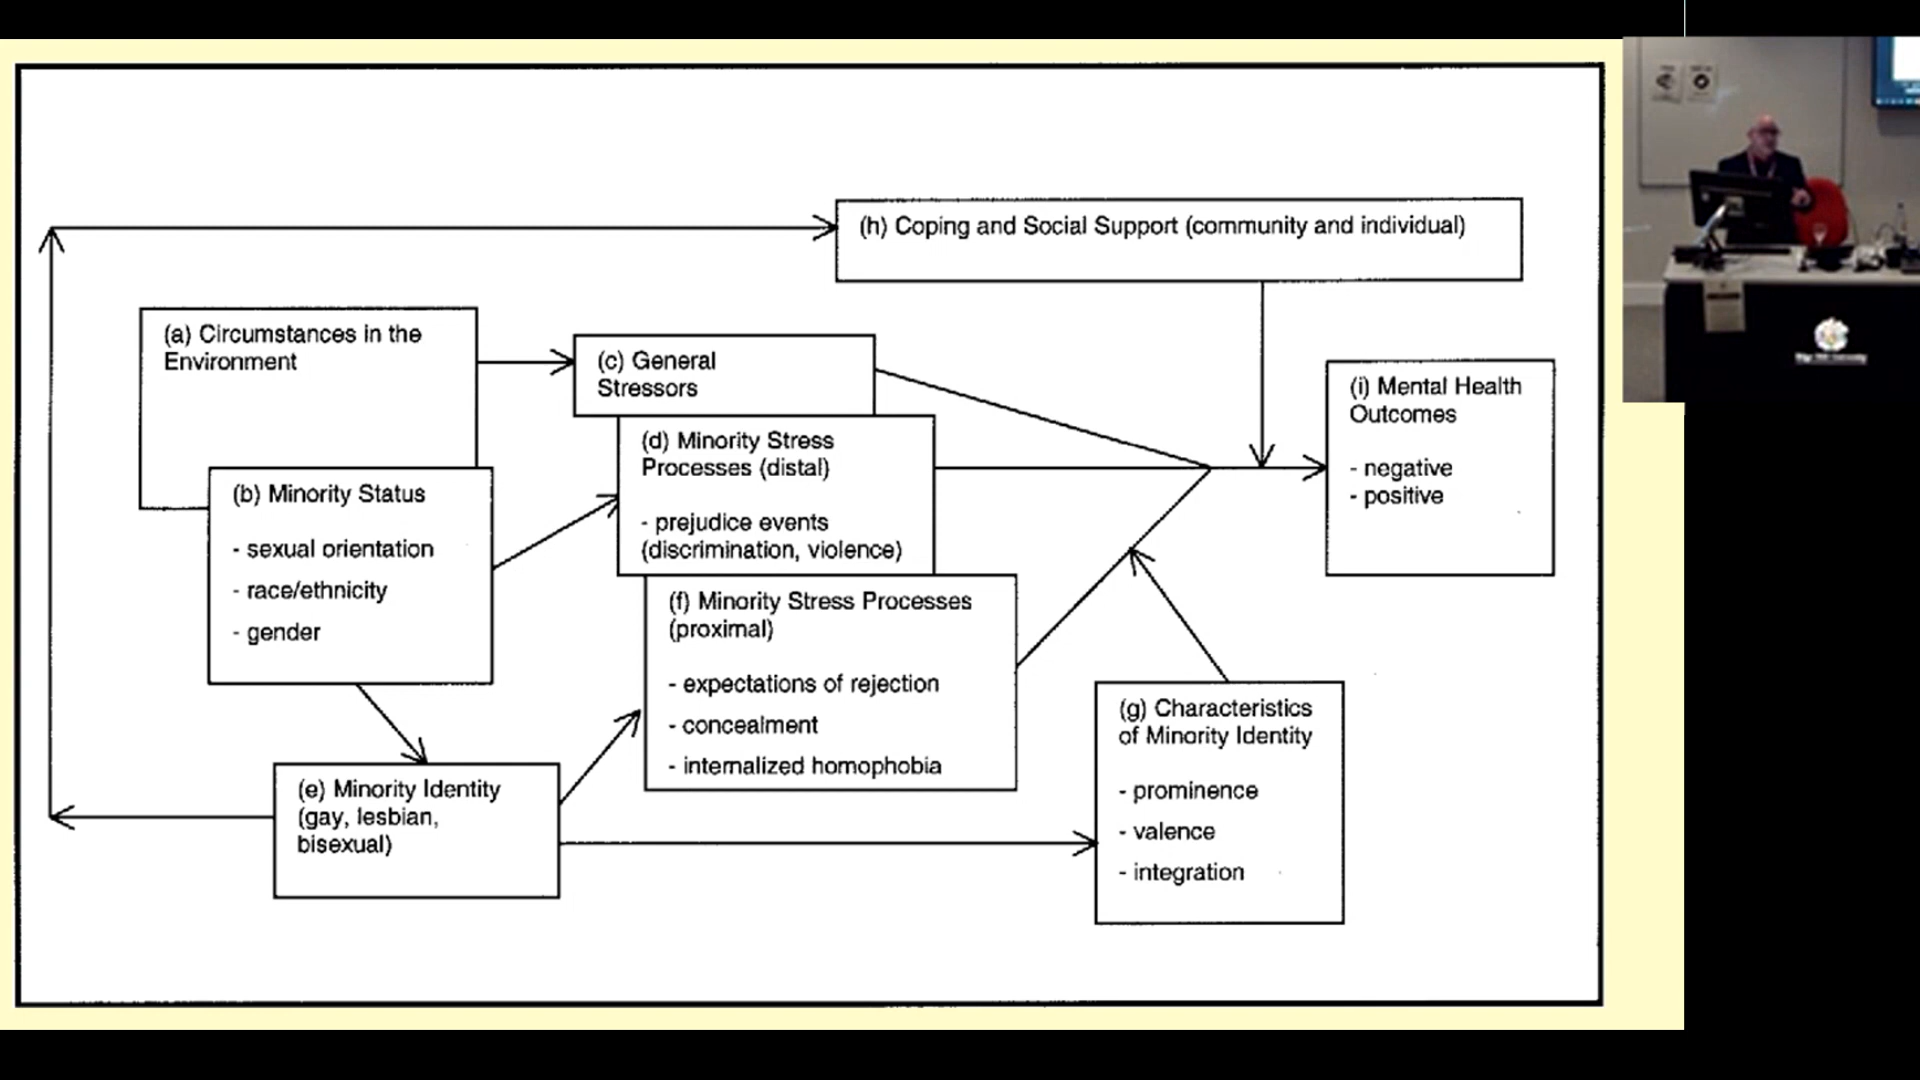 (h) Coping and Social Support (community and individual)
(a) Circumstances in the
Environment
(c) General
Stressors
(i) Mental Health
Outcomes
- negative
- positive
(d) Minority Stress
Processes (distal)
- prejudice events
(discrimination, violence)
(b) Minority Status
- sexual orientation
- race/ethnicity
- gender
(f) Minority Stress Processes
(proximal)
- expectations of rejection
- concealment
- internalized homophobia
(g) Characteristics
of Minority Identity
- prominence
- valence
- integration
(e) Minority Identity
(gay, lesbian,
bisexual)